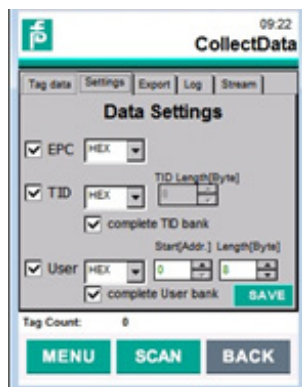 09:22
CollectData
Tag data Settings Export Log Stream
Data Settings
EPC HEX
TID Length[Byte]
TID HEX 0
complete TID bank
Start[Addr.] Length[Byte]
User HEX 0 8
complete User bank SAVE
Tag Count: 0
MENU SCAN BACK